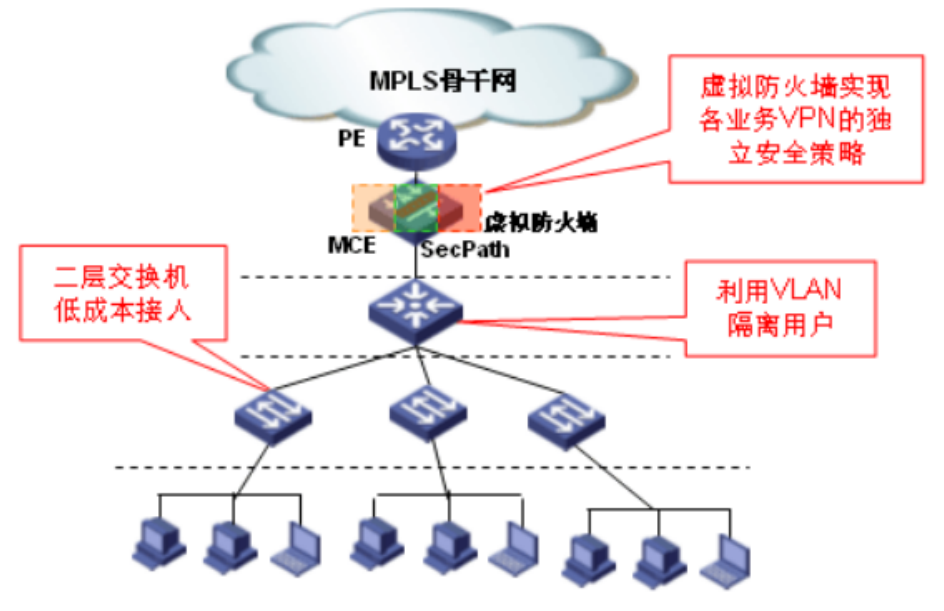 MPLS骨干网
虚拟防火墙实现
各业务VPN的独
立安全策略
PE
虚拟防火墙
MCE
SecPath
二层交换机
低成本接入
利用VLAN
隔离用户